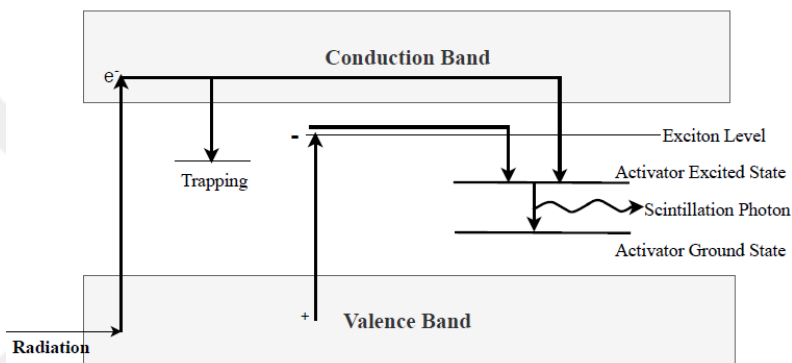 Conduction Band
e-
-
Exciton Level
Trapping
Activator Excited State
Scintillation Photon
Activator Ground State
+
Valence Band
Radiation